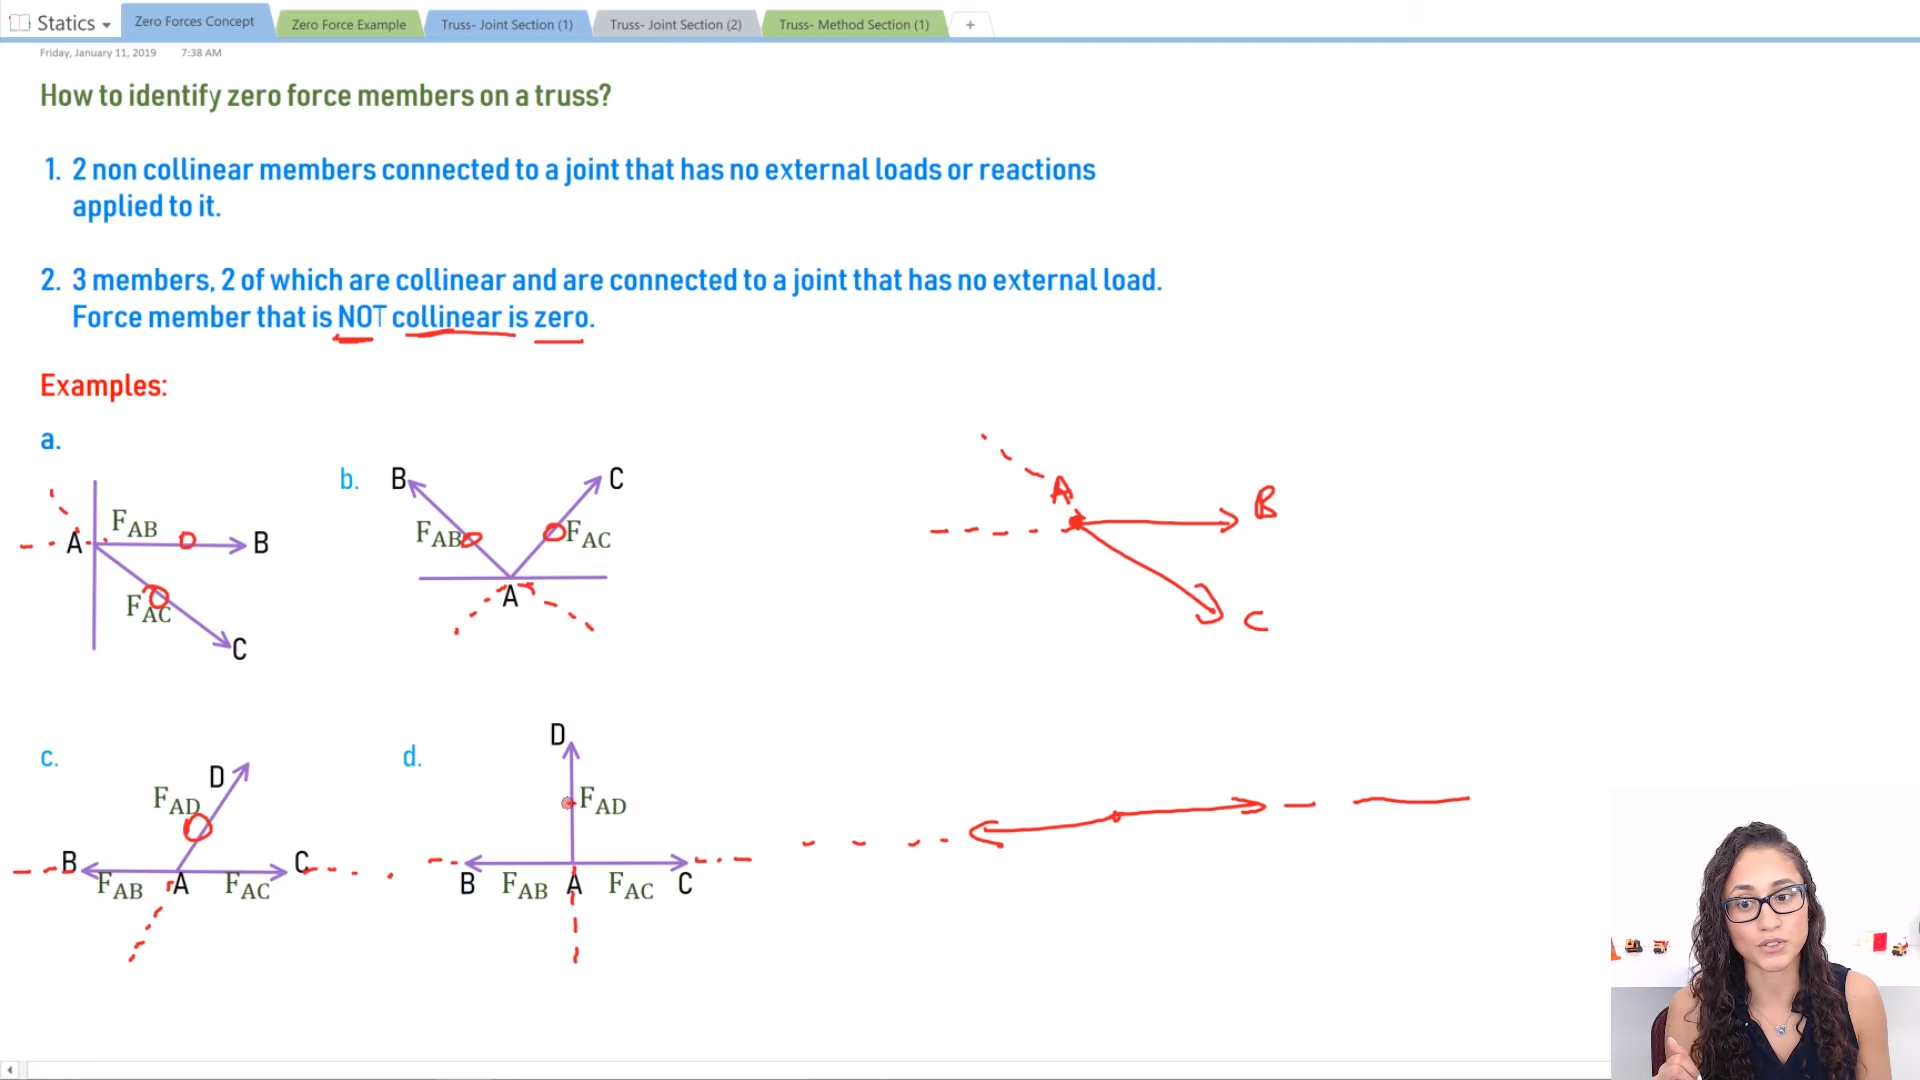 Statics
Zero Forces Concept
Zero Force Example
Truss- Joint Section (1)
Truss- Joint Section (2)
Truss- Method Section (1)
+
Friday, January 11, 2019 7:38 AM
How to identify zero force members on a truss?
1. 2 non collinear members connected to a joint that has no external loads or reactions
applied to it.
2. 3 members, 2 of which are collinear and are connected to a joint that has no external load.
Force member that is NOT collinear is zero.
Examples:
a.
A
FAB
B
FAC
C
b.
B
C
FAB
FAC
A
A
B
C
c.
D
FAD
B
C
FAB
A
FAC
d.
D
FAD
B
FAB
A
FAC
C